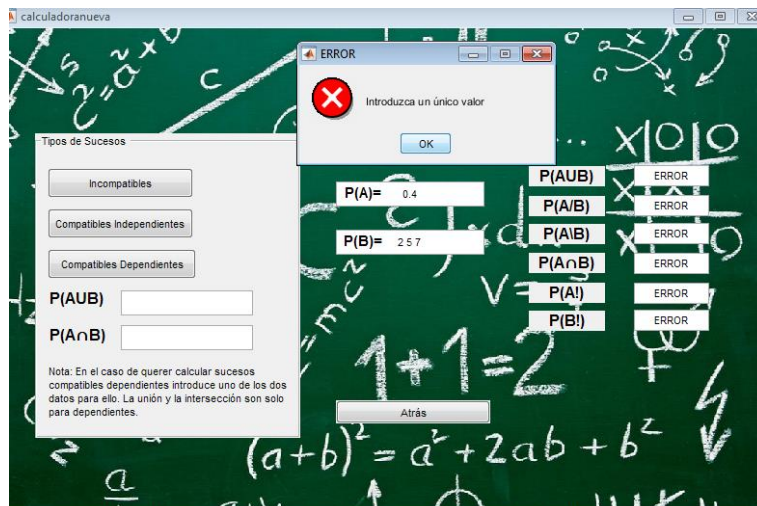 calculadoranueva
ERROR
Introduzca un único valor
OK
Tipos de Sucesos
Incompatibles
Compatibles Independientes
Compatibles Dependientes
P(AUB)
P(A∩B)
Nota: En el caso de querer calcular sucesos
compatibles dependientes introduce uno de los dos
datos para ello. La unión y la intersección son solo
para dependientes.
P(A)= 0.4
P(B)= 2 5 7
Atrás
P(AUB) ERROR
P(A/B) ERROR
P(A\B) ERROR
P(A∩B) ERROR
P(A!) ERROR
P(B!) ERROR
1+1=2
(a+b)² = a² + 2ab + b²